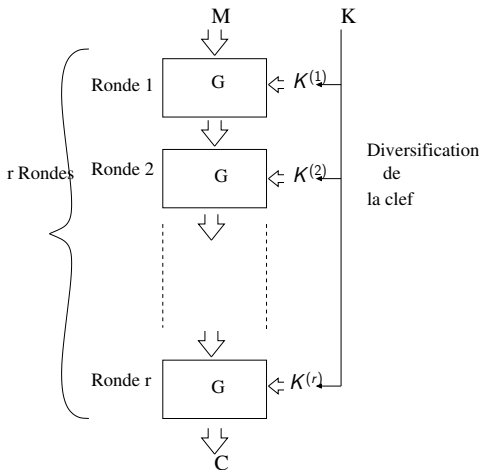 M
K
Ronde 1
G
K^(1)
r Rondes
Ronde 2
G
K^(2)
Diversification
de
la clef
Ronde r
G
K^(r)
C